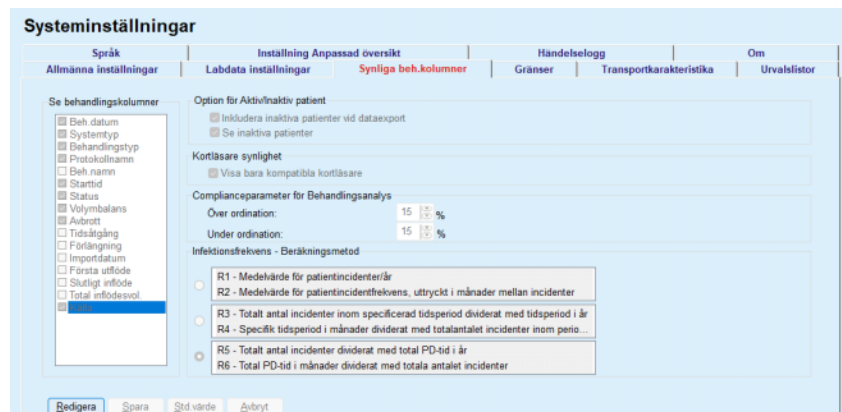 Systeminställningar
Språk Inställning Anpassad översikt Händelselogg Om
Allmänna inställningar Labdata inställningar Synliga beh.kolumner Gränser Transportkarakteristika Urvalslistor
Se behandlingskolumner
Beh.datum
Systemtyp
Behandlingstyp
Protokollnamn
Beh.namn
Starttid
Status
Volymbalans
Avbrott
Tidsåtgång
Förlängning
Importdatum
Första utflöde
Slutligt inflöde
Total inflödesvol.
Option för Aktiv/Inaktiv patient
Inkludera inaktiva patienter vid dataexport
Se inaktiva patienter
Kortläsare synlighet
Visa bara kompatibla kortläsare
Complianceparameter för Behandlingsanalys
Över ordination: 15 %
Under ordination: 15 %
Infektionsfrekvens - Beräkningsmetod
R1 - Medelvärde för patientincidenter/år
R2 - Medelvärde för patientincidentfrekvens, uttryckt i månader mellan incidenter
R3 - Totalt antal incidenter inom specificerad tidsperiod dividerat med tidsperiod i år
R4 - Specifik tidsperiod i månader dividerat med totalantalet incidenter inom perio...
R5 - Totalt antal incidenter dividerat med total PD-tid i år
R6 - Total PD-tid i månader dividerat med totala antalet incidenter
Redigera Spara Std.värde Avbryt